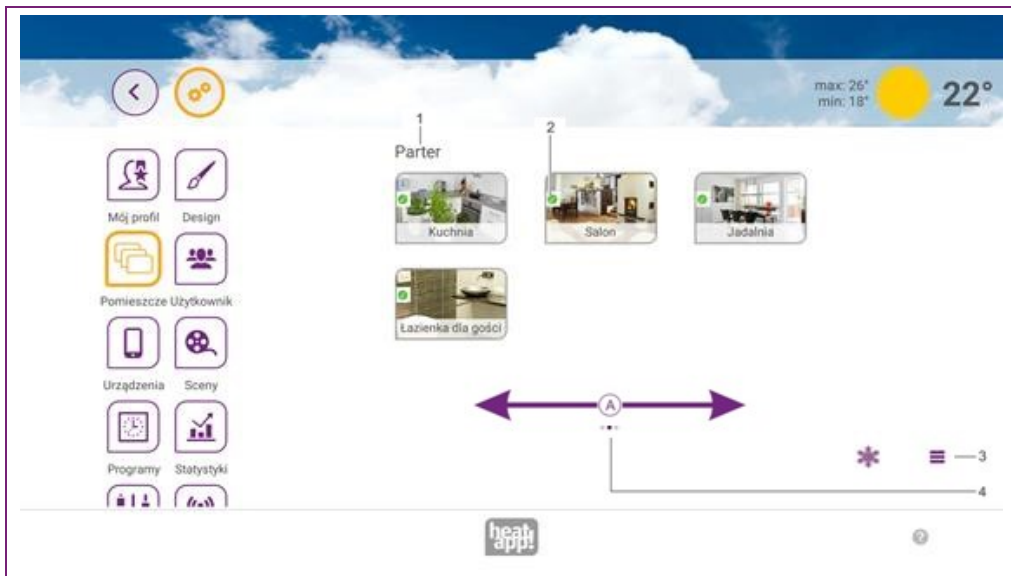 max: 26°
min: 18°
22°
1
2
Parter
Kuchnia
Salon
Jadalnia
Łazienka dla gości
Mój profil
Design
Pomieszcze
Użytkownik
Urządzenia
Sceny
Programy
Statystyki
A
3
4
heat
app!
?